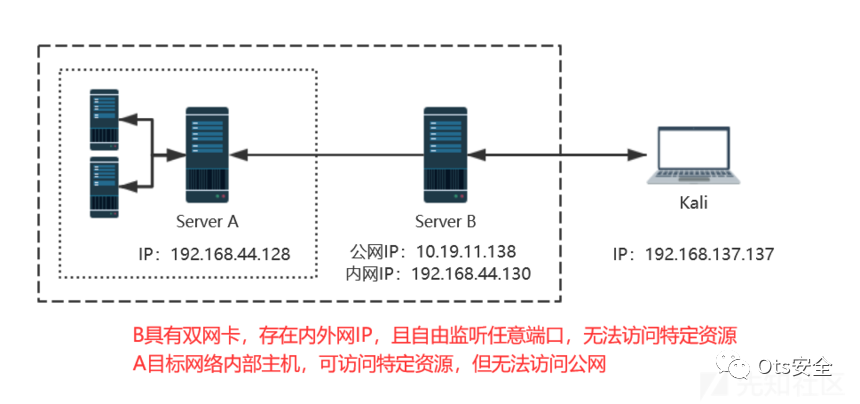 Server A
Server B
Kali
IP：192.168.44.128
公网IP：10.19.11.138
内网IP：192.168.44.130
IP：192.168.137.137
B具有双网卡，存在内外网IP，且自由监听任意端口，无法访问特定资源
A目标网络内部主机，可访问特定资源，但无法访问公网
Ots安全
先知社区